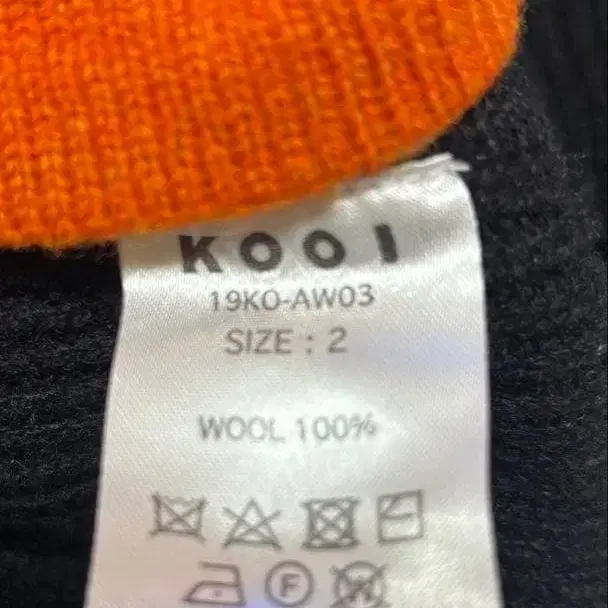 KOOI
19KO-AW03
SIZE : 2
WOOL 100%
F W